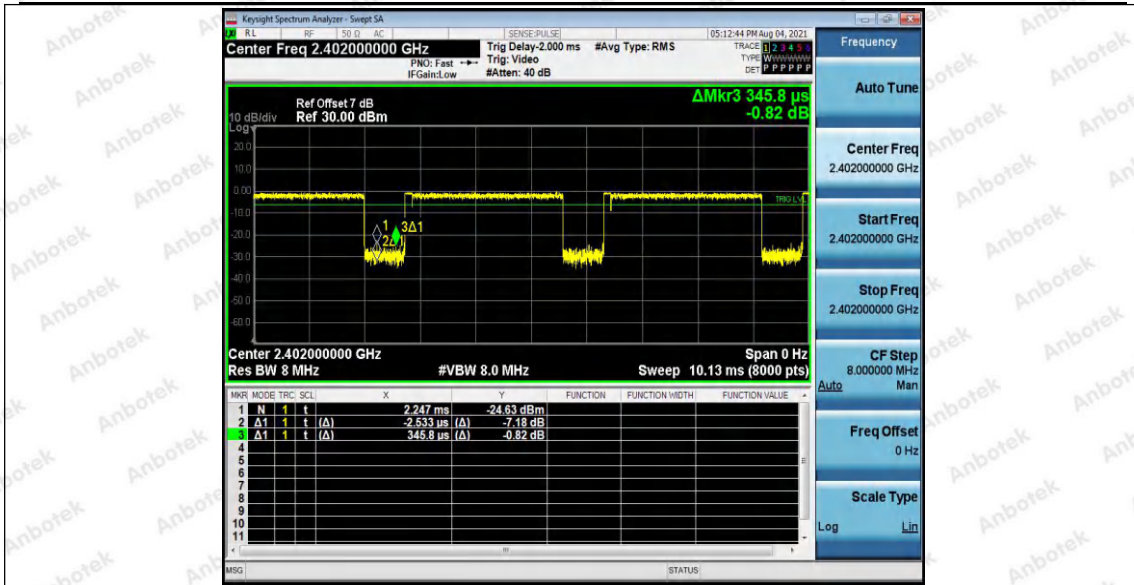 Keysight Spectrum Analyzer - Swept SA
RL RF 50 Ω AC SENSE:PULSE 05:12:44 PM Aug 04, 2021
Center Freq 2.402000000 GHz
PNO: Fast
IFGain:Low
Trig Delay-2.000 ms
Trig: Video
#Atten: 40 dB
#Avg Type: RMS
TRACE 1 2 3 4 5 6
TYPE W
DET P P P P P P
ΔMkr3 345.8 µs
-0.82 dB
Ref Offset 7 dB
10 dB/div Ref 30.00 dBm
Log
20.0
10.0
0.00
TRIG LVL
-10.0
-20.0
-30.0
-40.0
-50.0
-60.0
1 3Δ1
2Δ1
Center 2.402000000 GHz Span 0 Hz
Res BW 8 MHz #VBW 8.0 MHz Sweep 10.13 ms (8000 pts)
MKR MODE TRC SCL X Y FUNCTION FUNCTION WIDTH FUNCTION VALUE
1 N 1 t 2.247 ms -24.63 dBm
2 Δ1 1 t (Δ) -2.533 µs (Δ) -7.18 dB
3 Δ1 1 t (Δ) 345.8 µs (Δ) -0.82 dB
4
5
6
7
8
9
10
11
MSG STATUS
Frequency
Auto Tune
Center Freq
2.402000000 GHz
Start Freq
2.402000000 GHz
Stop Freq
2.402000000 GHz
CF Step
8.000000 MHz
Auto Man
Freq Offset
0 Hz
Scale Type
Log Lin
Anbotek